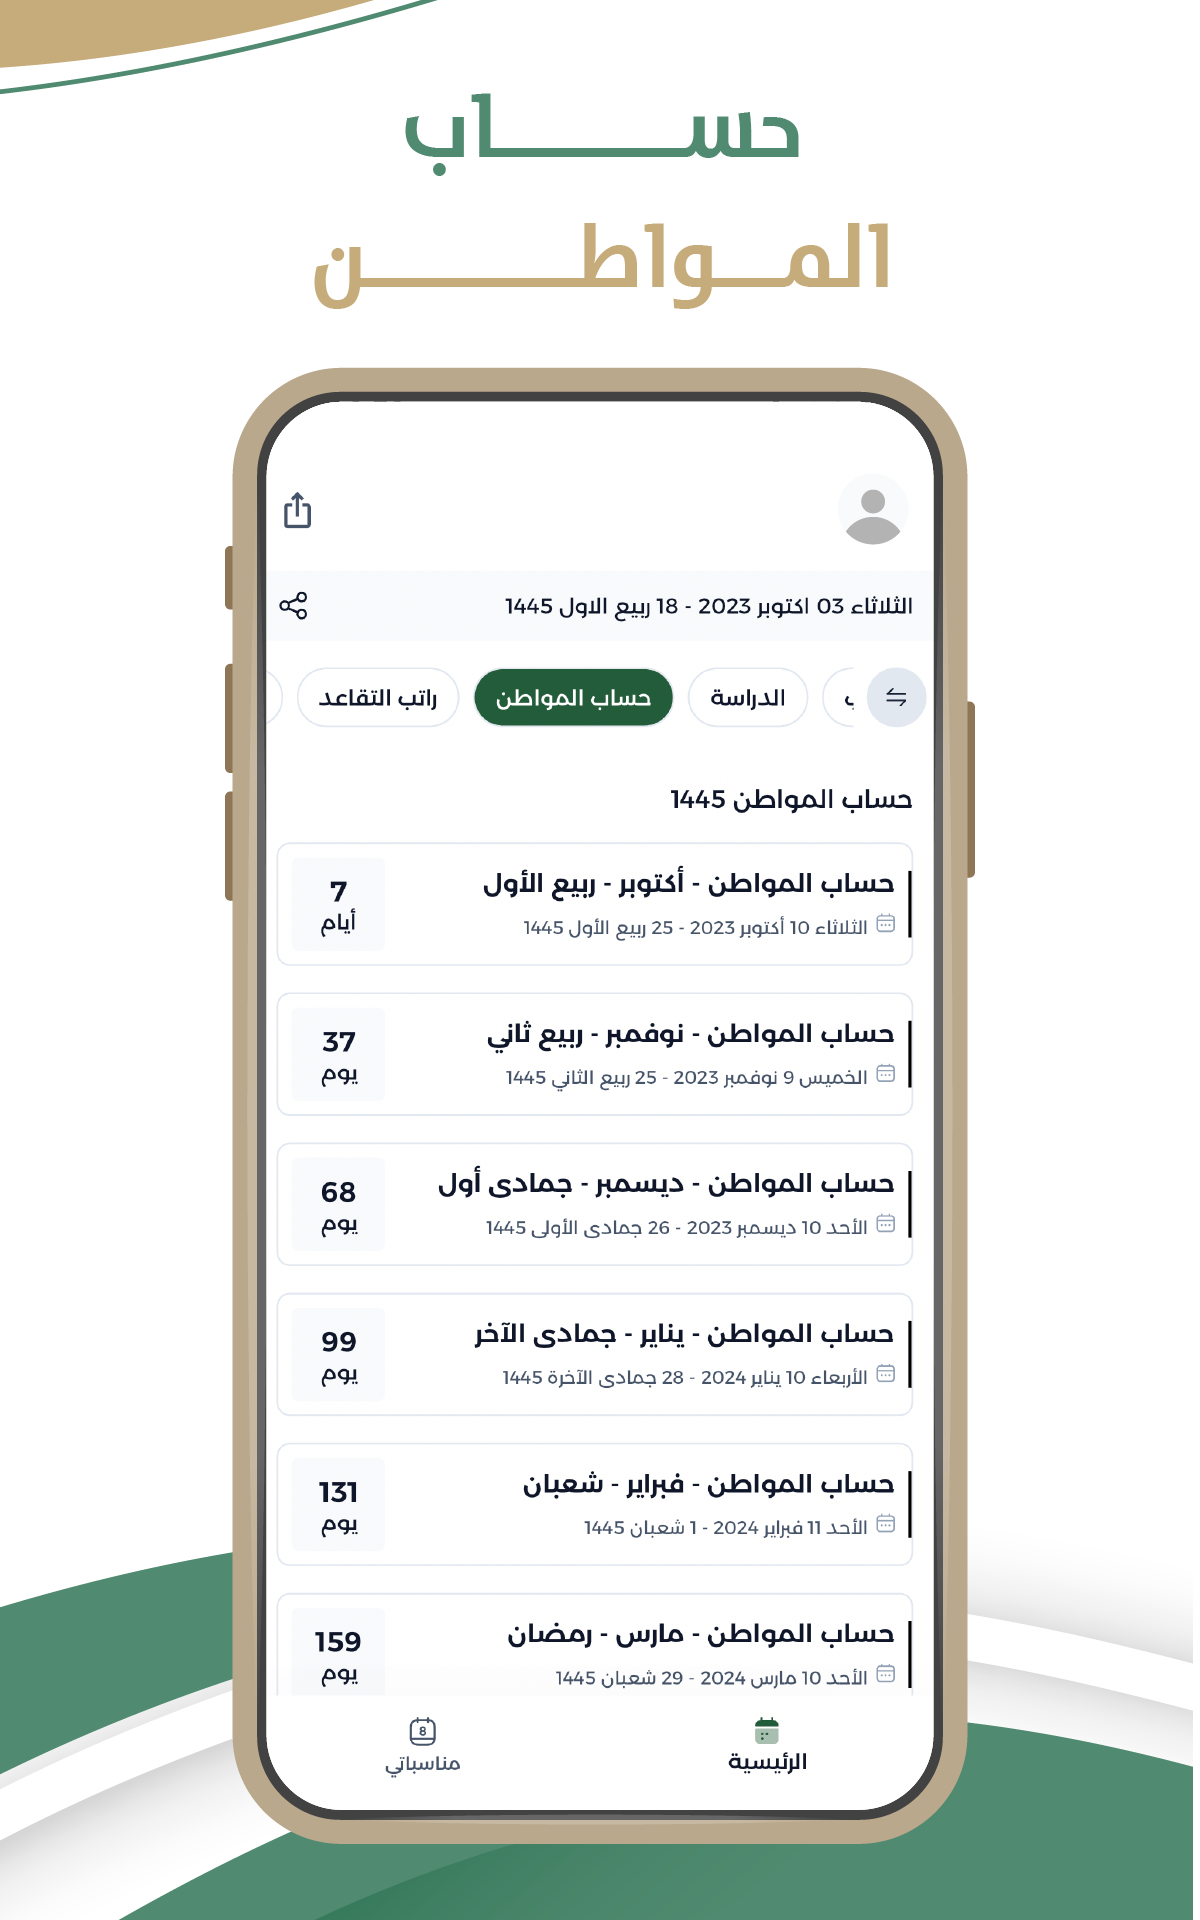 حساب
المواطن
الثلاثاء 03 اكتوبر 2023 - 18 ربيع الاول 1445
الدراسة
حساب المواطن
راتب التقاعد
حساب المواطن 1445
حساب المواطن - أكتوبر - ربيع الأول
الثلاثاء 10 أكتوبر 2023 - 25 ربيع الأول 1445
7
أيام
حساب المواطن - نوفمبر - ربيع ثاني
الخميس 9 نوفمبر 2023 - 25 ربيع الثاني 1445
37
يوم
حساب المواطن - ديسمبر - جمادى أول
الأحد 10 ديسمبر 2023 - 26 جمادى الأولى 1445
68
يوم
حساب المواطن - يناير - جمادى الآخر
الأربعاء 10 يناير 2024 - 28 جمادى الآخرة 1445
99
يوم
حساب المواطن - فبراير - شعبان
الأحد 11 فبراير 2024 - 1 شعبان 1445
131
يوم
حساب المواطن - مارس - رمضان
الأحد 10 مارس 2024 - 29 شعبان 1445
159
يوم
الرئيسية
8
مناسباتي